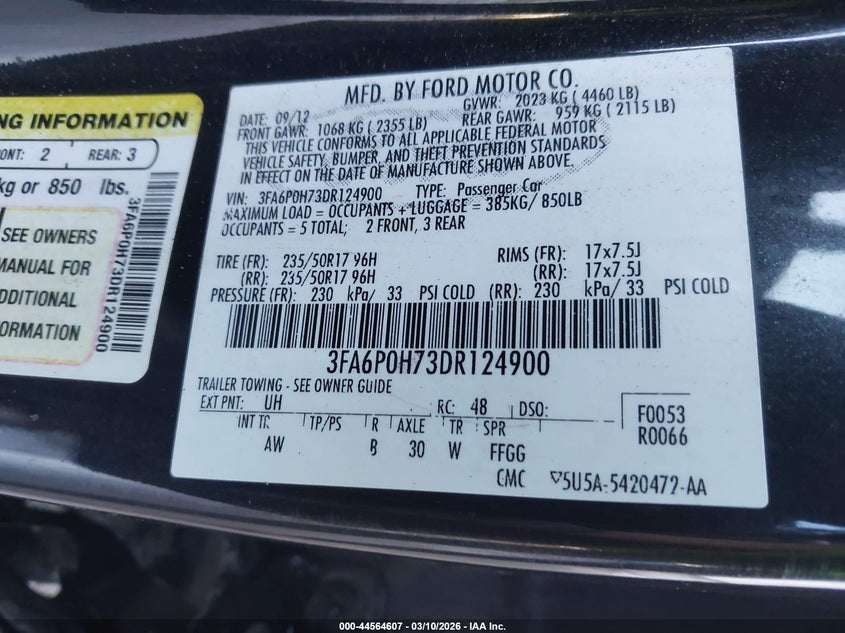 NG INFORMATION
ONT: 2 REAR: 3
kg or 850 lbs.
SEE OWNERS
MANUAL FOR
DDITIONAL
FORMATION
3FA6P0H73DR124900
MFD. BY FORD MOTOR CO.
DATE: 09/12 GVWR: 2023 KG ( 4460 LB)
FRONT GAWR: 1068 KG ( 2355 LB) REAR GAWR: 959 KG ( 2115 LB)
THIS VEHICLE CONFORMS TO ALL APPLICABLE FEDERAL MOTOR
VEHICLE SAFETY, BUMPER, AND THEFT PREVENTION STANDARDS
IN EFFECT ON THE DATE OF MANUFACTURE SHOWN ABOVE.
VIN: 3FA6P0H73DR124900 TYPE: Passenger Car
MAXIMUM LOAD = OCCUPANTS + LUGGAGE = 385KG/ 850LB
OCCUPANTS = 5 TOTAL; 2 FRONT, 3 REAR
TIRE (FR): 235/50R17 96H RIMS (FR): 17x7.5J
(RR): 235/50R17 96H (RR): 17x7.5J
PRESSURE (FR): 230 kPa/ 33 PSI COLD (RR): 230 kPa/ 33 PSI COLD
3FA6P0H73DR124900
TRAILER TOWING - SEE OWNER GUIDE
EXT PNT: UH RC: 48 DSO: F0053
INT TR TP/PS R AXLE TR SPR R0066
AW B 30 W FFGG
CMC 5U5A-5420472-AA
000-44564607 — 03/10/2026 - IAA Inc.